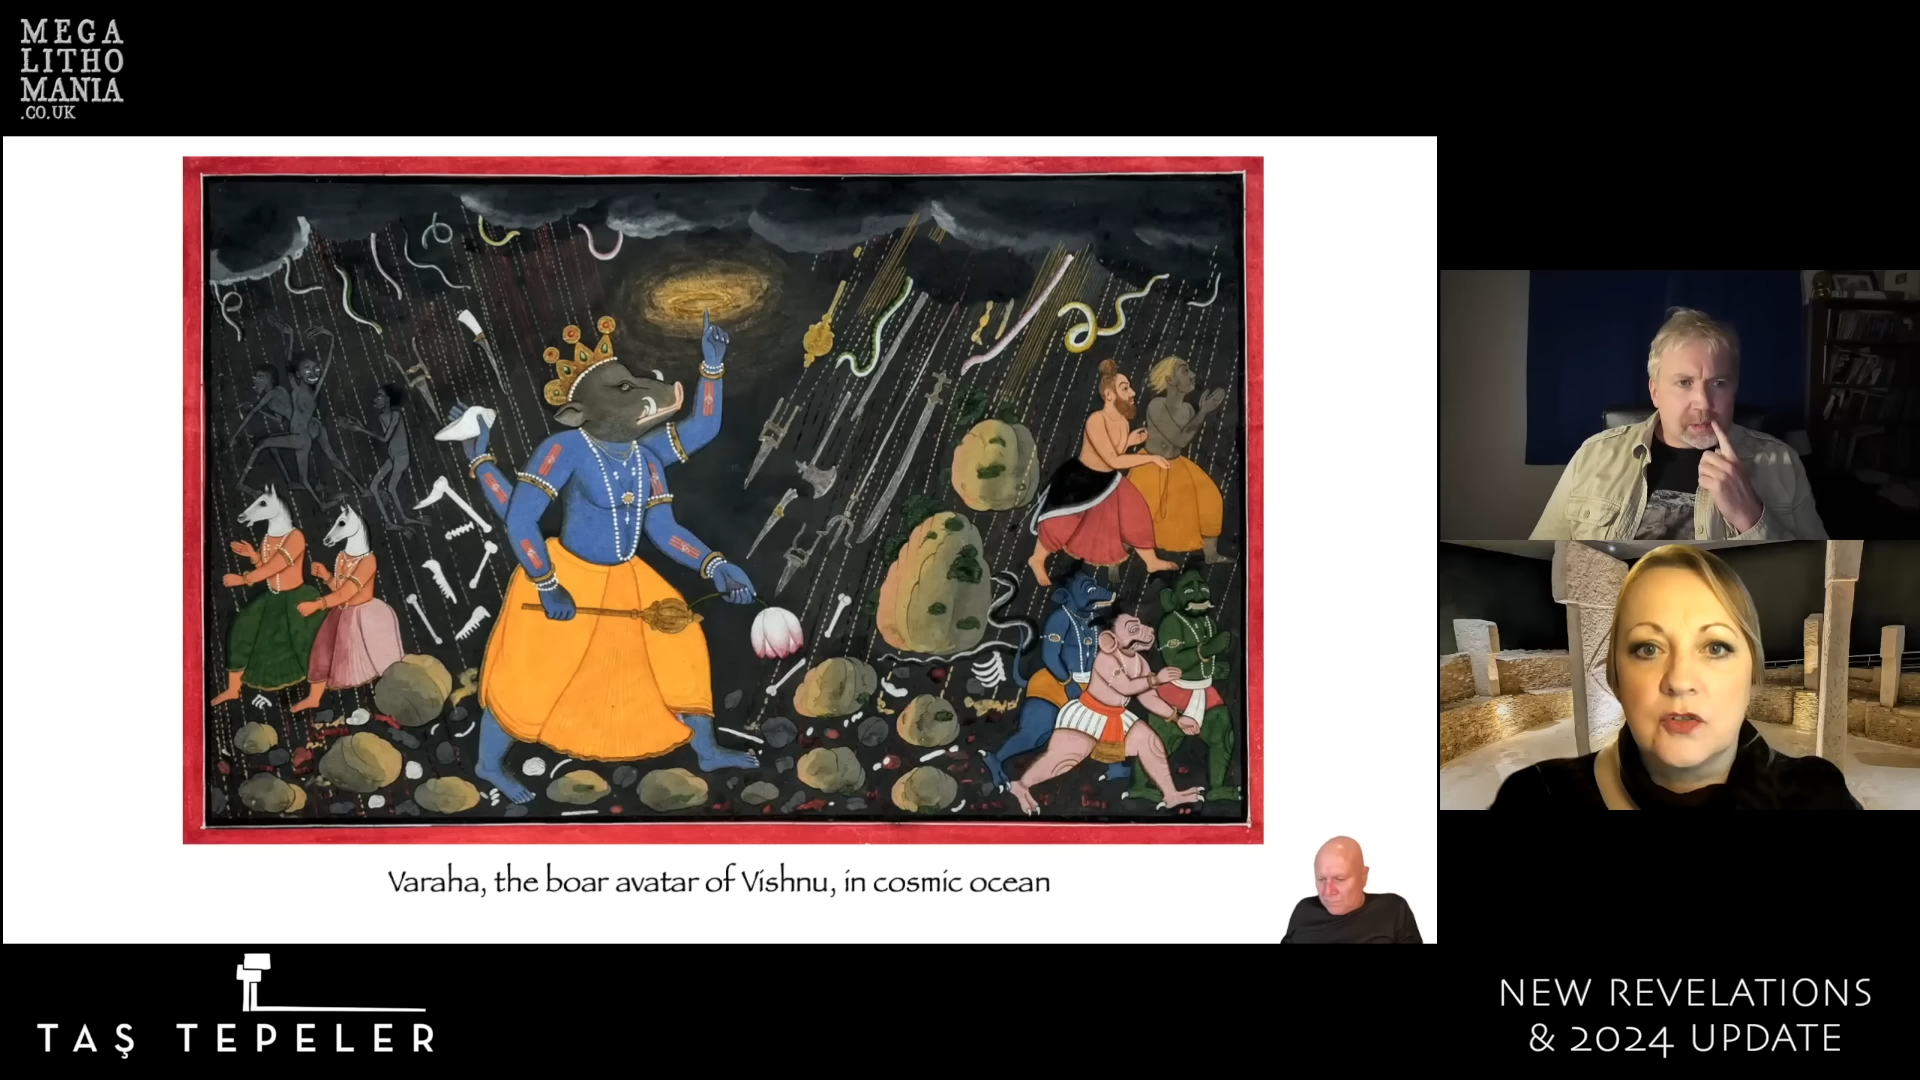 MEGA
LITHO
MANIA
.CO.UK
Varaha, the boar avatar of Vishnu, in cosmic ocean
TAŞ TEPELER
NEW REVELATIONS
& 2024 UPDATE